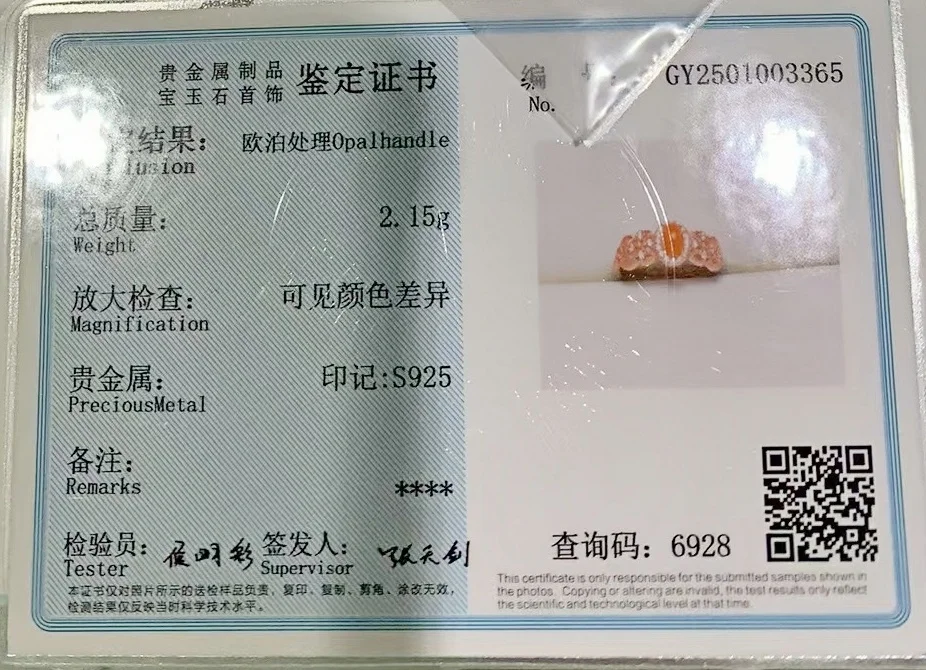 贵金属制品
宝玉石首饰
鉴定证书
结果：
欧泊处理Opalhandle
总质量：
2.15g
Weight
放大检查：
可见颜色差异
Magnification
贵金属：
印记:S925
PreciousMetal
备注：
Remarks
****
检验员：
签发人：
张天剑
Tester
Supervisor
本证书仅对照片所示的送检样品负责，复印、复制、剪角、涂改无效，
检测结果仅反映当时科学技术水平。
编 号:
GY2501003365
No.
查询码：6928
This certificate is only responsible for the submitted samples shown in
the photos. Copying or altering are invalid, the test results only reflect
the scientific and technological level at that time.